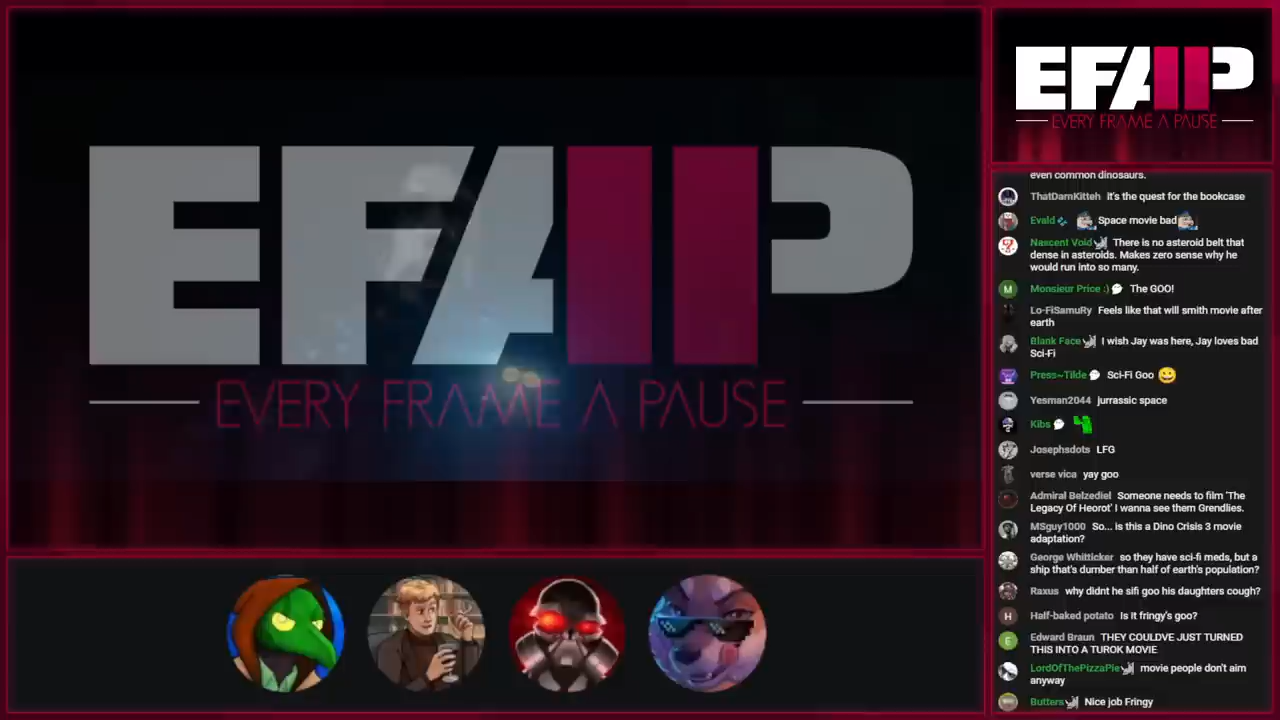 EFAP
EVERY FRAME A PAUSE
EFAP
EVERY FRAME A PAUSE
even common dinosaurs.
ThatDarnKitteh it's the quest for the bookcase
Evald Space movie bad
Nascent Void There is no asteroid belt that
dense in asteroids. Makes zero sense why he
would run into so many.
M
Monsieur Price :) The GOO!
Lo-FiSamuRy Feels like that will smith movie after
earth
Blank Face I wish Jay was here, Jay loves bad
Sci-Fi
Press~Tilde Sci-Fi Goo
Yesman2044 jurrassic space
Kibs
Josephsdots LFG
verse vica yay goo
Admiral Belzediel Someone needs to film 'The
Legacy Of Heorot' I wanna see them Grendlies.
MSguy1000 So... is this a Dino Crisis 3 movie
adaptation?
George Whitticker so they have sci-fi meds, but a
ship that's dumber than half of earth's population?
Raxus why didnt he sifi goo his daughters cough?
H
Half-baked potato Is it fringy's goo?
E
Edward Braun THEY COULDVE JUST TURNED
THIS INTO A TUROK MOVIE
LordOfThePizzaPie movie people don't aim
anyway
Butters Nice job Fringy